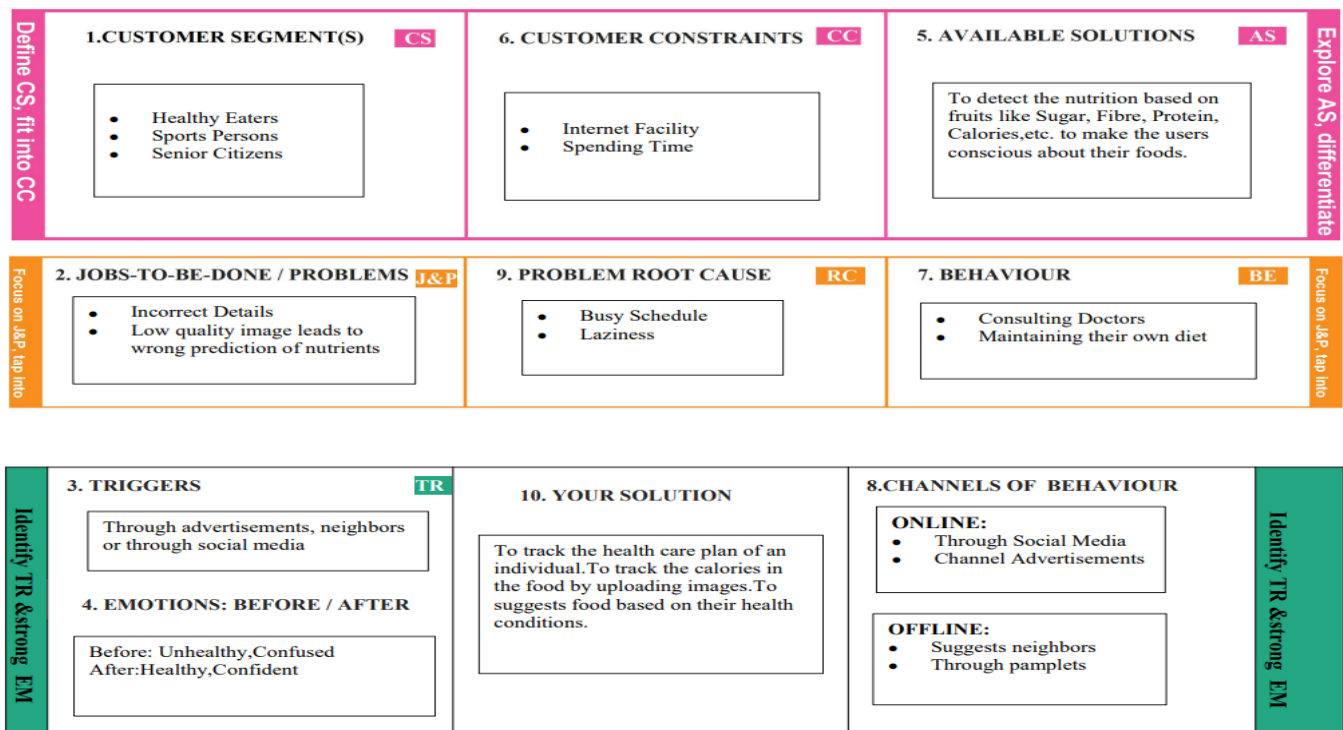 Define CS, fit into CC
1.CUSTOMER SEGMENT(S)
CS
• Healthy Eaters
• Sports Persons
• Senior Citizens
6. CUSTOMER CONSTRAINTS
CC
• Internet Facility
• Spending Time
5. AVAILABLE SOLUTIONS
AS
To detect the nutrition based on
fruits like Sugar, Fibre, Protein,
Calories,etc. to make the users
conscious about their foods.
Explore AS, differentiate
Focus on J&P, tap into
2. JOBS-TO-BE-DONE / PROBLEMS
J&P
• Incorrect Details
• Low quality image leads to
wrong prediction of nutrients
9. PROBLEM ROOT CAUSE
RC
• Busy Schedule
• Laziness
7. BEHAVIOUR
BE
• Consulting Doctors
• Maintaining their own diet
Focus on J&P, tap into
Identify TR &strong EM
3. TRIGGERS
TR
Through advertisements, neighbors
or through social media
4. EMOTIONS: BEFORE / AFTER
Before: Unhealthy,Confused
After:Healthy,Confident
10. YOUR SOLUTION
To track the health care plan of an
individual.To track the calories in
the food by uploading images.To
suggests food based on their health
conditions.
8.CHANNELS OF BEHAVIOUR
ONLINE:
• Through Social Media
• Channel Advertisements
OFFLINE:
• Suggests neighbors
• Through pamplets
Identify TR &strong EM